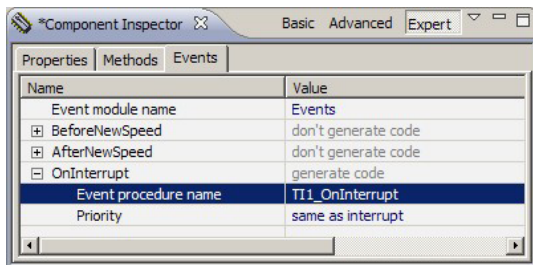 *Component Inspector Basic Advanced Expert
Properties Methods Events
Name Value
Event module name Events
BeforeNewSpeed don't generate code
AfterNewSpeed don't generate code
OnInterrupt generate code
Event procedure name TI1_OnInterrupt
Priority same as interrupt